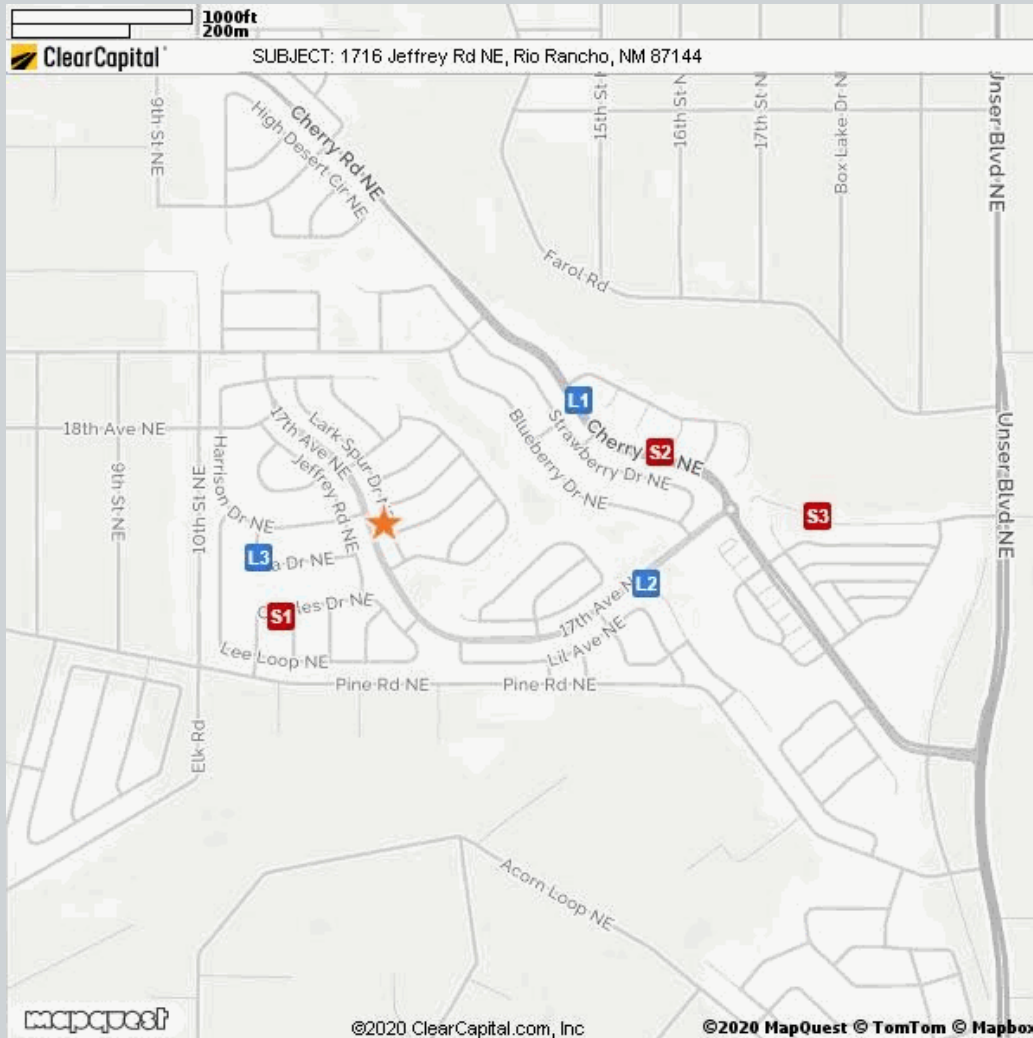 1000ft
200m
ClearCapital
SUBJECT: 1716 Jeffrey Rd NE, Rio Rancho, NM 87144
9th St NE
Cherry Rd NE
High Desert Cir NE
15th St
16th St N
17th St N
Box Lake Dr N
Unser Blvd NE
Farol Rd
L1
18th Ave NE
17th Ave NE
Lark Spur Dr
Jeffrey Rd NE
Blueberry Dr NE
Strawberry Dr NE
Cherry NE
S2
Unser Blvd NE
9th St NE
10th St NE
Harrison Dr NE
S3
L3
Dr NE
L2
17th Ave N
S1
Dr NE
Lil Ave NE
Lee Loop NE
Pine Rd NE
Pine Rd NE
Elk Rd
Acorn Loop NE
mapquest
©2020 ClearCapital.com, Inc
©2020 MapQuest © TomTom © Mapbox